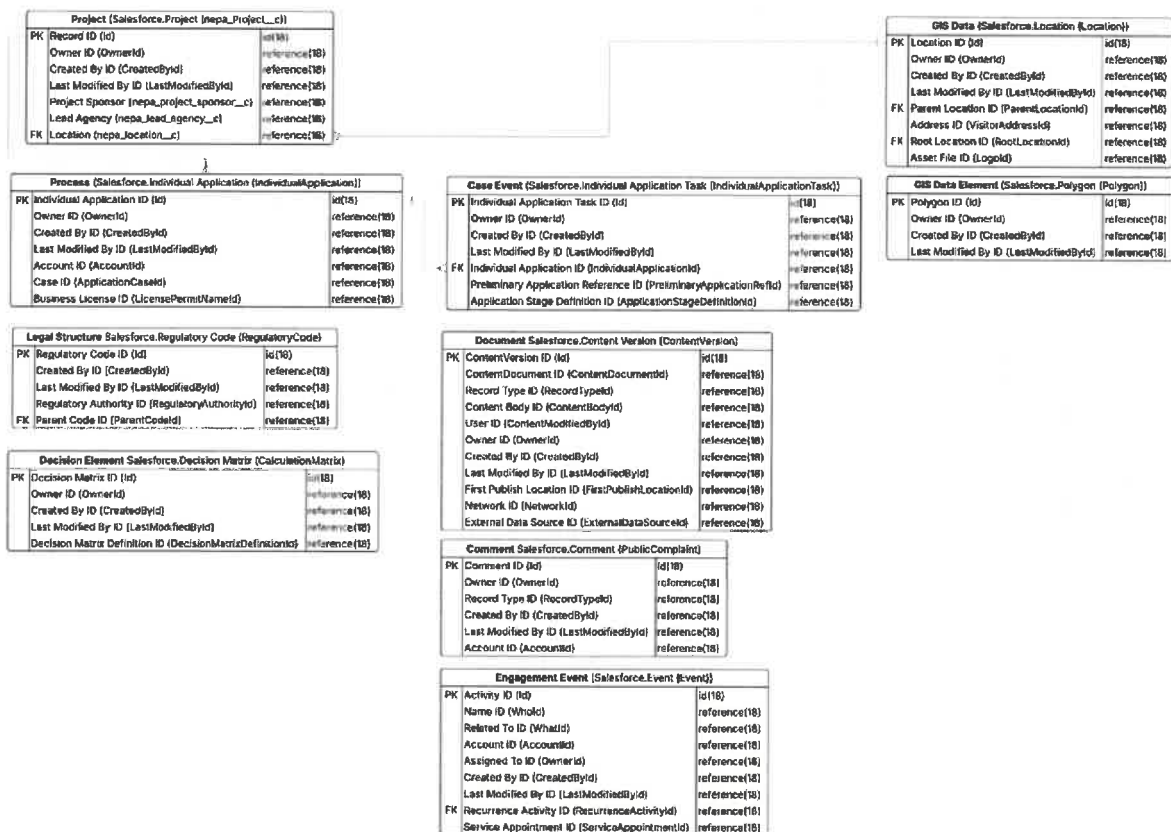 Project (Salesforce.Project (nepa_Project__c))
PK Record ID (Id) id(18)
Owner ID (OwnerId) reference(18)
Created By ID (CreatedById) reference(18)
Last Modified By ID (LastModifiedById) reference(18)
Project Sponsor (nepa_project_sponsor__c) reference(18)
Lead Agency (nepa_lead_agency__c) reference(18)
FK Location (nepa_location__c) reference(18)
GIS Data (Salesforce.Location (Location))
PK Location ID (Id) id(18)
Owner ID (OwnerId) reference(18)
Created By ID (CreatedById) reference(18)
Last Modified By ID (LastModifiedById) reference(18)
FK Parent Location ID (ParentLocationId) reference(18)
Address ID (VisitorAddressId) reference(18)
FK Root Location ID (RootLocationId) reference(18)
Asset File ID (LogoId) reference(18)
Process (Salesforce.Individual Application (IndividualApplication))
PK Individual Application ID (Id) id(18)
Owner ID (OwnerId) reference(18)
Created By ID (CreatedById) reference(18)
Last Modified By ID (LastModifiedById) reference(18)
Account ID (AccountId) reference(18)
Case ID (ApplicationCaseId) reference(18)
Business License ID (LicensePermitNameId) reference(18)
Case Event (Salesforce.Individual Application Task (IndividualApplicationTask))
PK Individual Application Task ID (Id) id(18)
Owner ID (OwnerId) reference(18)
Created By ID (CreatedById) reference(18)
Last Modified By ID (LastModifiedById) reference(18)
FK Individual Application ID (IndividualApplicationId) reference(18)
Preliminary Application Reference ID (PreliminaryApplicationRefId) reference(18)
Application Stage Definition ID (ApplicationStageDefinitionId) reference(18)
GIS Data Element (Salesforce.Polygon (Polygon))
PK Polygon ID (Id) id(18)
Owner ID (OwnerId) reference(18)
Created By ID (CreatedById) reference(18)
Last Modified By ID (LastModifiedById) reference(18)
Legal Structure Salesforce.Regulatory Code (RegulatoryCode)
PK Regulatory Code ID (Id) id(18)
Created By ID (CreatedById) reference(18)
Last Modified By ID (LastModifiedById) reference(18)
Regulatory Authority ID (RegulatoryAuthorityId) reference(18)
FK Parent Code ID (ParentCodeId) reference(18)
Document Salesforce.Content Version (ContentVersion)
PK ContentVersion ID (Id) id(18)
ContentDocument ID (ContentDocumentId) reference(18)
Record Type ID (RecordTypeId) reference(18)
Content Body ID (ContentBodyId) reference(18)
User ID (ContentModifiedById) reference(18)
Owner ID (OwnerId) reference(18)
Created By ID (CreatedById) reference(18)
Last Modified By ID (LastModifiedById) reference(18)
First Publish Location ID (FirstPublishLocationId) reference(18)
Network ID (NetworkId) reference(18)
External Data Source ID (ExternalDataSourceId) reference(18)
Decision Element Salesforce.Decision Matrix (CalculationMatrix)
PK Decision Matrix ID (Id) id(18)
Owner ID (OwnerId) reference(18)
Created By ID (CreatedById) reference(18)
Last Modified By ID (LastModifiedById) reference(18)
Decision Matrix Definition ID (DecisionMatrixDefinitionId) reference(18)
Comment Salesforce.Comment (PublicComplaint)
PK Comment ID (Id) id(18)
Owner ID (OwnerId) reference(18)
Record Type ID (RecordTypeId) reference(18)
Created By ID (CreatedById) reference(18)
Last Modified By ID (LastModifiedById) reference(18)
Account ID (AccountId) reference(18)
Engagement Event (Salesforce.Event (Event))
PK Activity ID (Id) id(18)
Name ID (WhoId) reference(18)
Related To ID (WhatId) reference(18)
Account ID (AccountId) reference(18)
Assigned To ID (OwnerId) reference(18)
Created By ID (CreatedById) reference(18)
Last Modified By ID (LastModifiedById) reference(18)
FK Recurrence Activity ID (RecurrenceActivityId) reference(18)
Service Appointment ID (ServiceAppointmentId) reference(18)